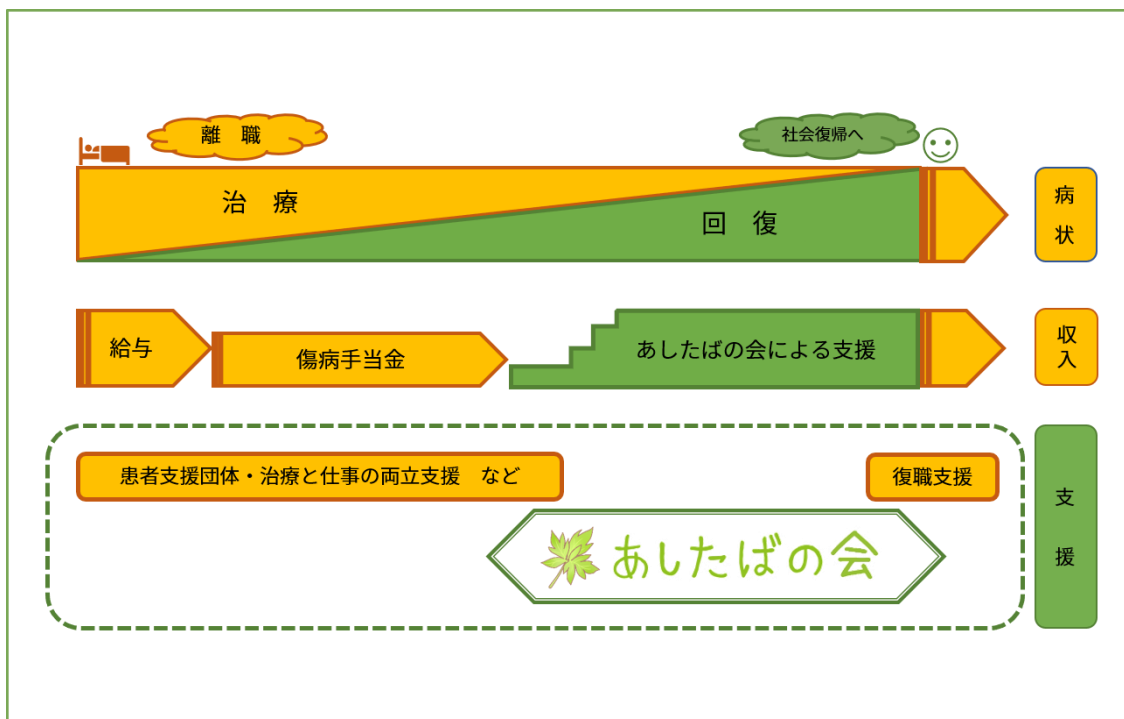 離　職
社会復帰へ
治　療
回　復
病
状
給与
傷病手当金
あしたばの会による支援
収
入
患者支援団体・治療と仕事の両立支援　など
復職支援
あしたばの会
支
援